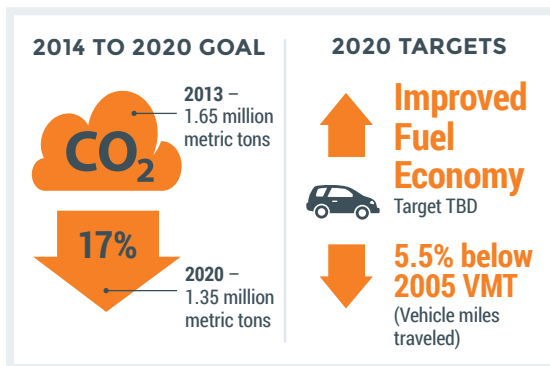 2014 TO 2020 GOAL
2013 –
1.65 million
metric tons
CO2
17%
2020 –
1.35 million
metric tons
2020 TARGETS
Improved
Fuel
Economy
Target TBD
5.5% below
2005 VMT
(Vehicle miles
traveled)